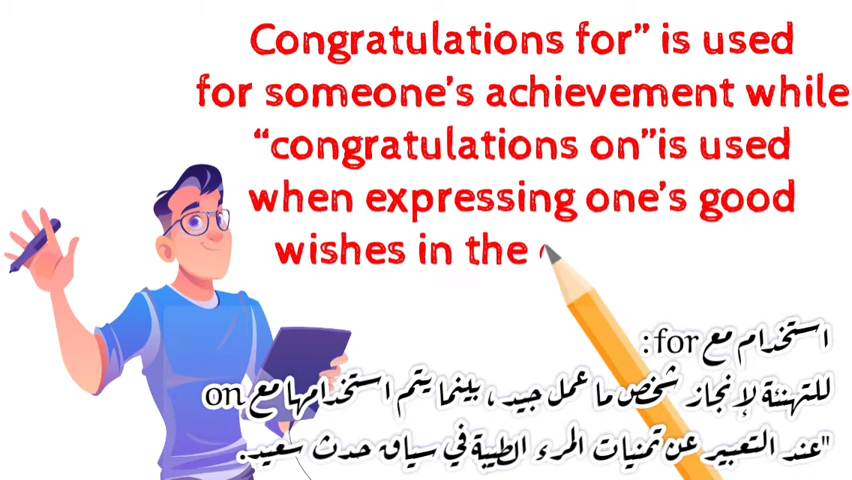 Congratulations for” is used
for someone’s achievement while
“congratulations on”is used
when expressing one’s good
wishes in the
استخدام مع for:
للتهنئة لإنجاز شخص ما عمل جيد ، بينما يتم استخدامها مع on
"عند التعبير عن تمنيات المرء الطيبة في سياق حدث سعيد.